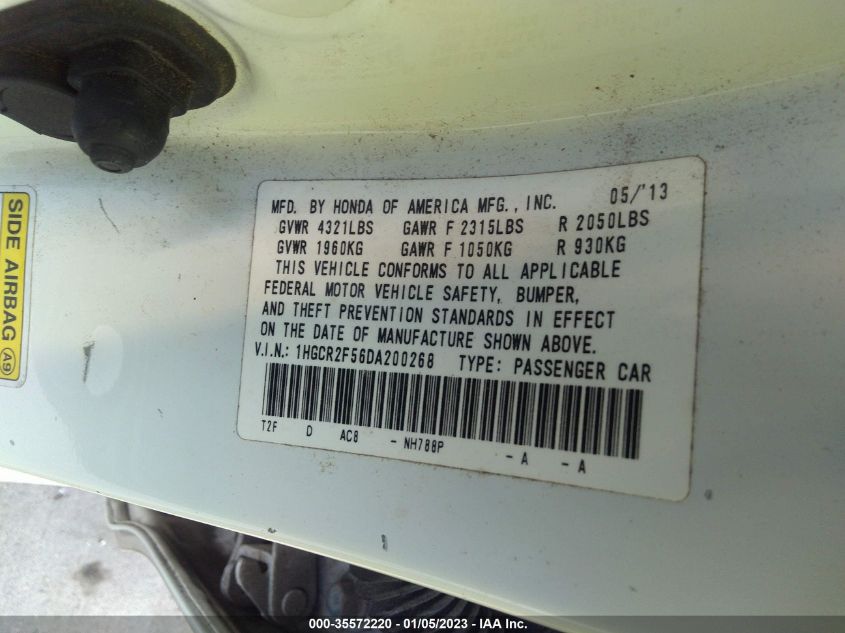 SIDE AIRBAG
A9
MFD. BY HONDA OF AMERICA MFG., INC. 05/'13
GVWR 4321LBS GAWR F 2315LBS R 2050LBS
GVWR 1960KG GAWR F 1050KG R 930KG
THIS VEHICLE CONFORMS TO ALL APPLICABLE
FEDERAL MOTOR VEHICLE SAFETY, BUMPER,
AND THEFT PREVENTION STANDARDS IN EFFECT
ON THE DATE OF MANUFACTURE SHOWN ABOVE.
V.I.N.: 1HGCR2F56DA200268 TYPE: PASSENGER CAR
T2F D AC8 - NH788P - A - A
000-35572220 - 01/05/2023 - IAA Inc.